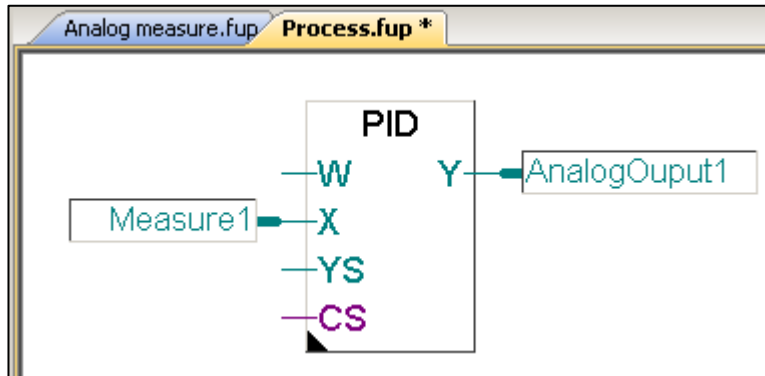 Analog measure.fup Process.fup *
PID
W Y AnalogOuput1
Measure1 X
YS
CS